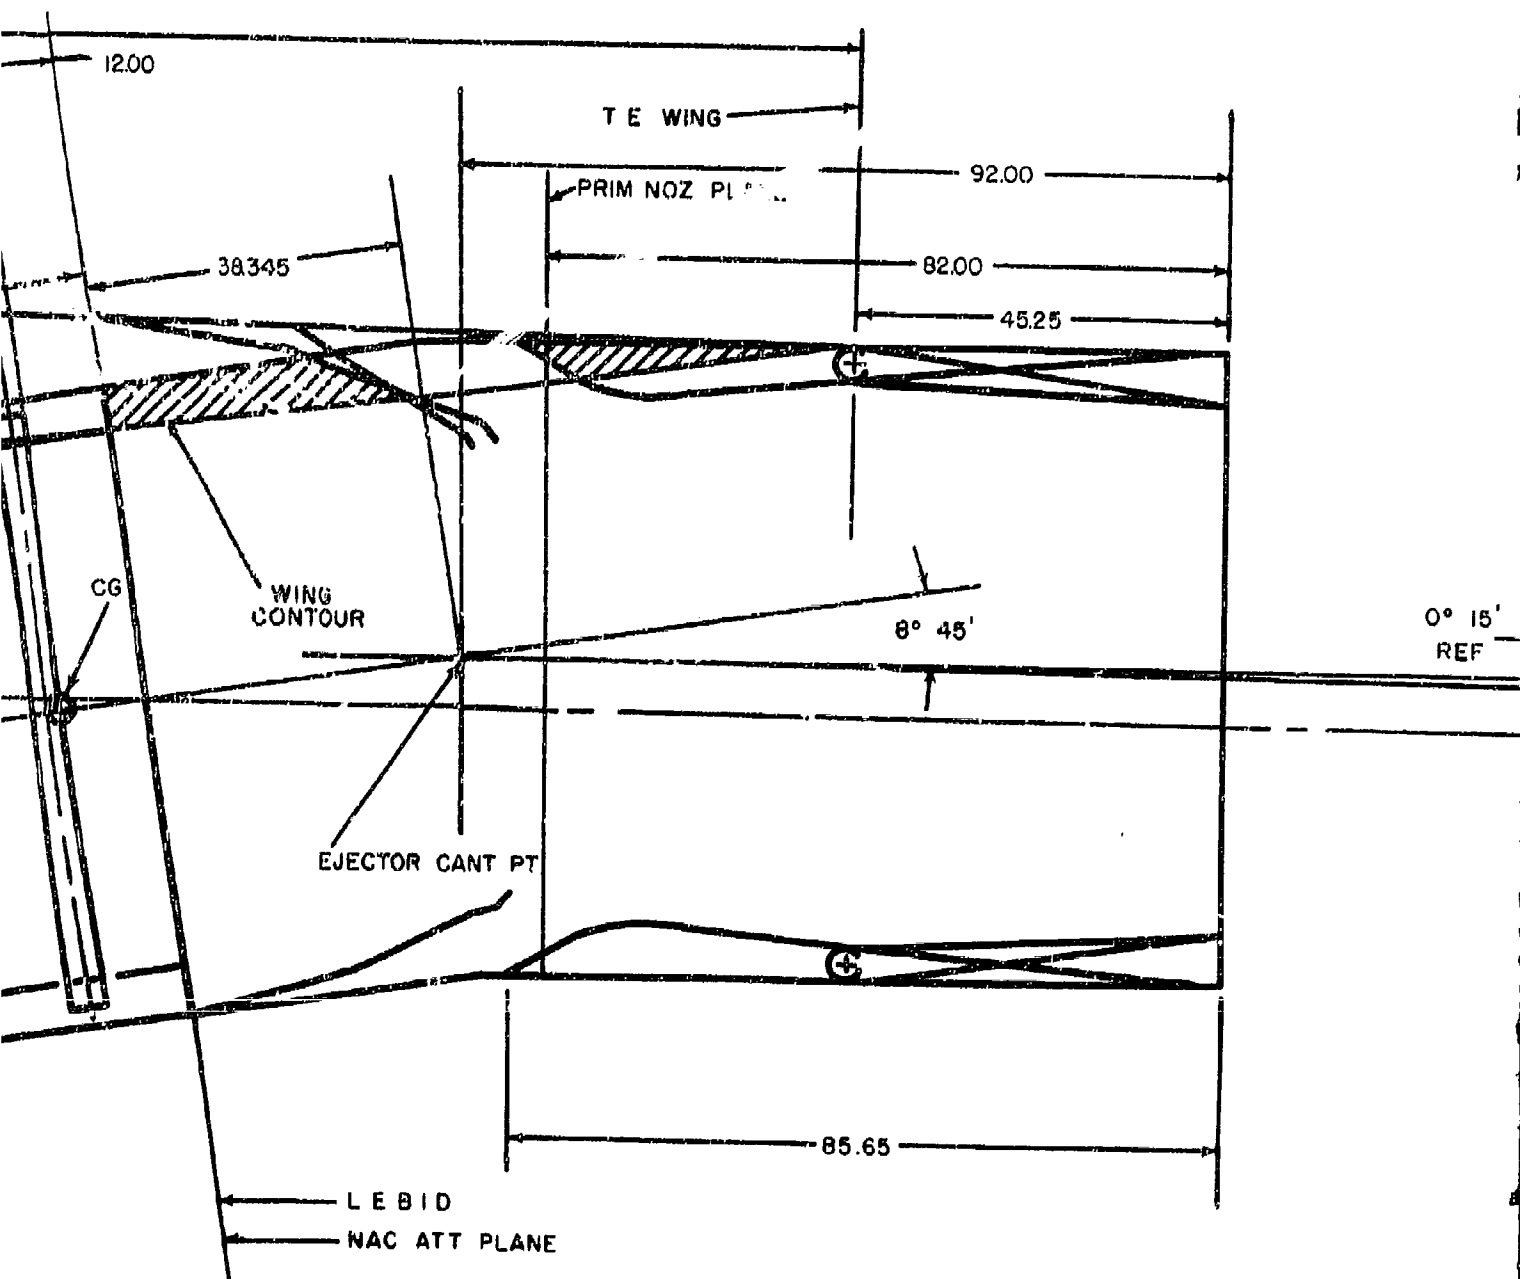 12.00
T E WING
92.00
PRIM NOZ
38.345
82.00
45.25
CG
WING
CONTOUR
8° 45'
0° 15'
REF
EJECTOR CANT PT
85.65
L E B I D
NAC ATT PLANE